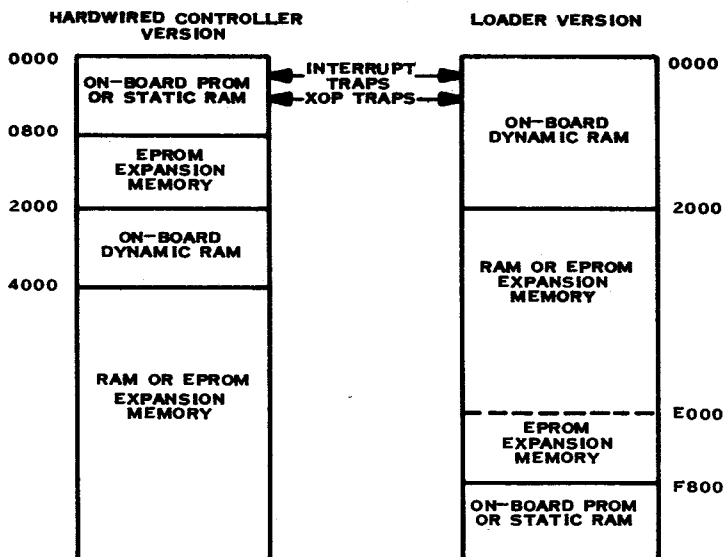 HARDWIRED CONTROLLER
VERSION
0000
ON-BOARD PROM
OR STATIC RAM
0800
EPROM
EXPANSION
MEMORY
2000
ON-BOARD
DYNAMIC RAM
4000
RAM OR EPROM
EXPANSION
MEMORY
INTERRUPT
TRAPS
XOP TRAPS
LOADER VERSION
0000
ON-BOARD
DYNAMIC RAM
2000
RAM OR EPROM
EXPANSION
MEMORY
E000
EPROM
EXPANSION
MEMORY
F800
ON-BOARD PROM
OR STATIC RAM